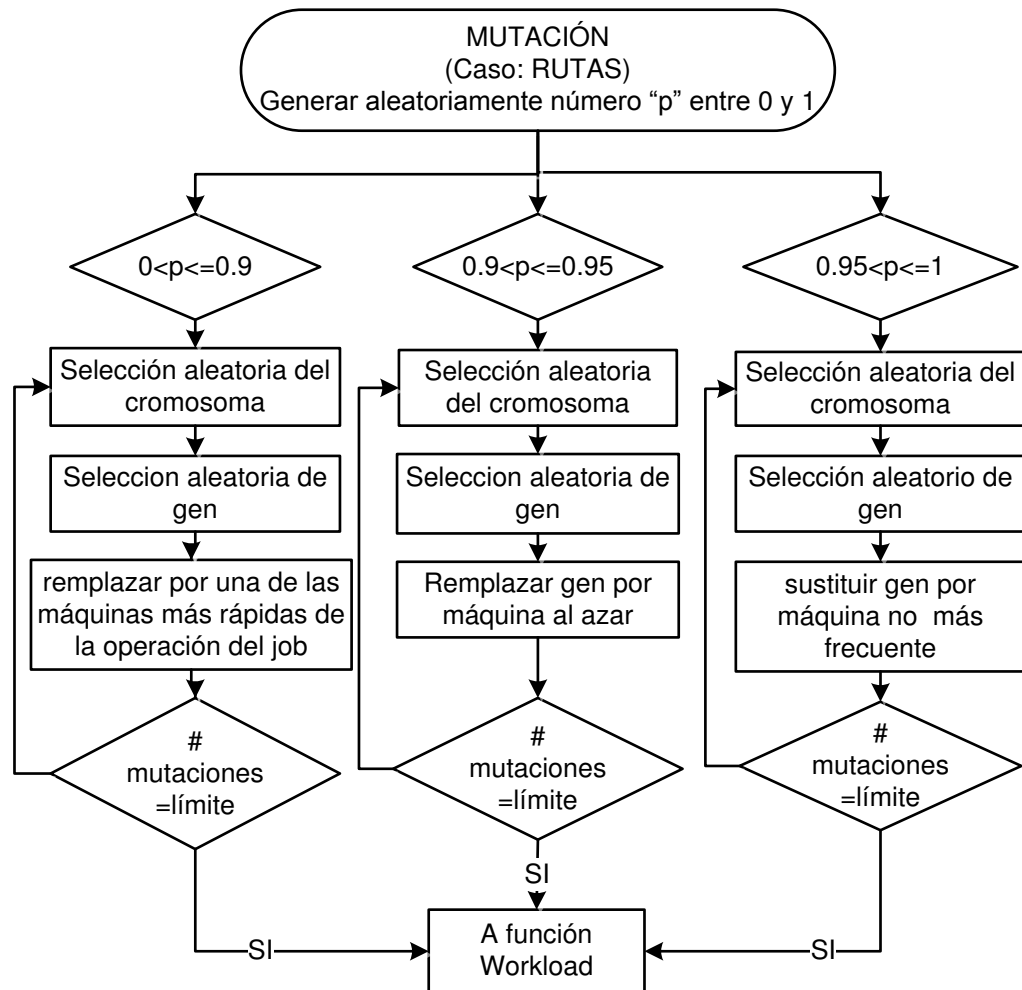 MUTACIÓN
(Caso: RUTAS)
Generar aleatoriamente número “p” entre 0 y 1
0<p<=0.9
0.9<p<=0.95
0.95<p<=1
Selección aleatoria del
cromosoma
Selección aleatoria
del cromosoma
Selección aleatoria del
cromosoma
Seleccion aleatoria de
gen
Seleccion aleatoria de
gen
Selección aleatorio de
gen
remplazar por una de las
máquinas más rápidas de
la operación del job
Remplazar gen por
máquina al azar
sustituir gen por
máquina no más
frecuente
#
mutaciones
=límite
#
mutaciones
=límite
#
mutaciones
=límite
SI
SI
SI
A función
Workload